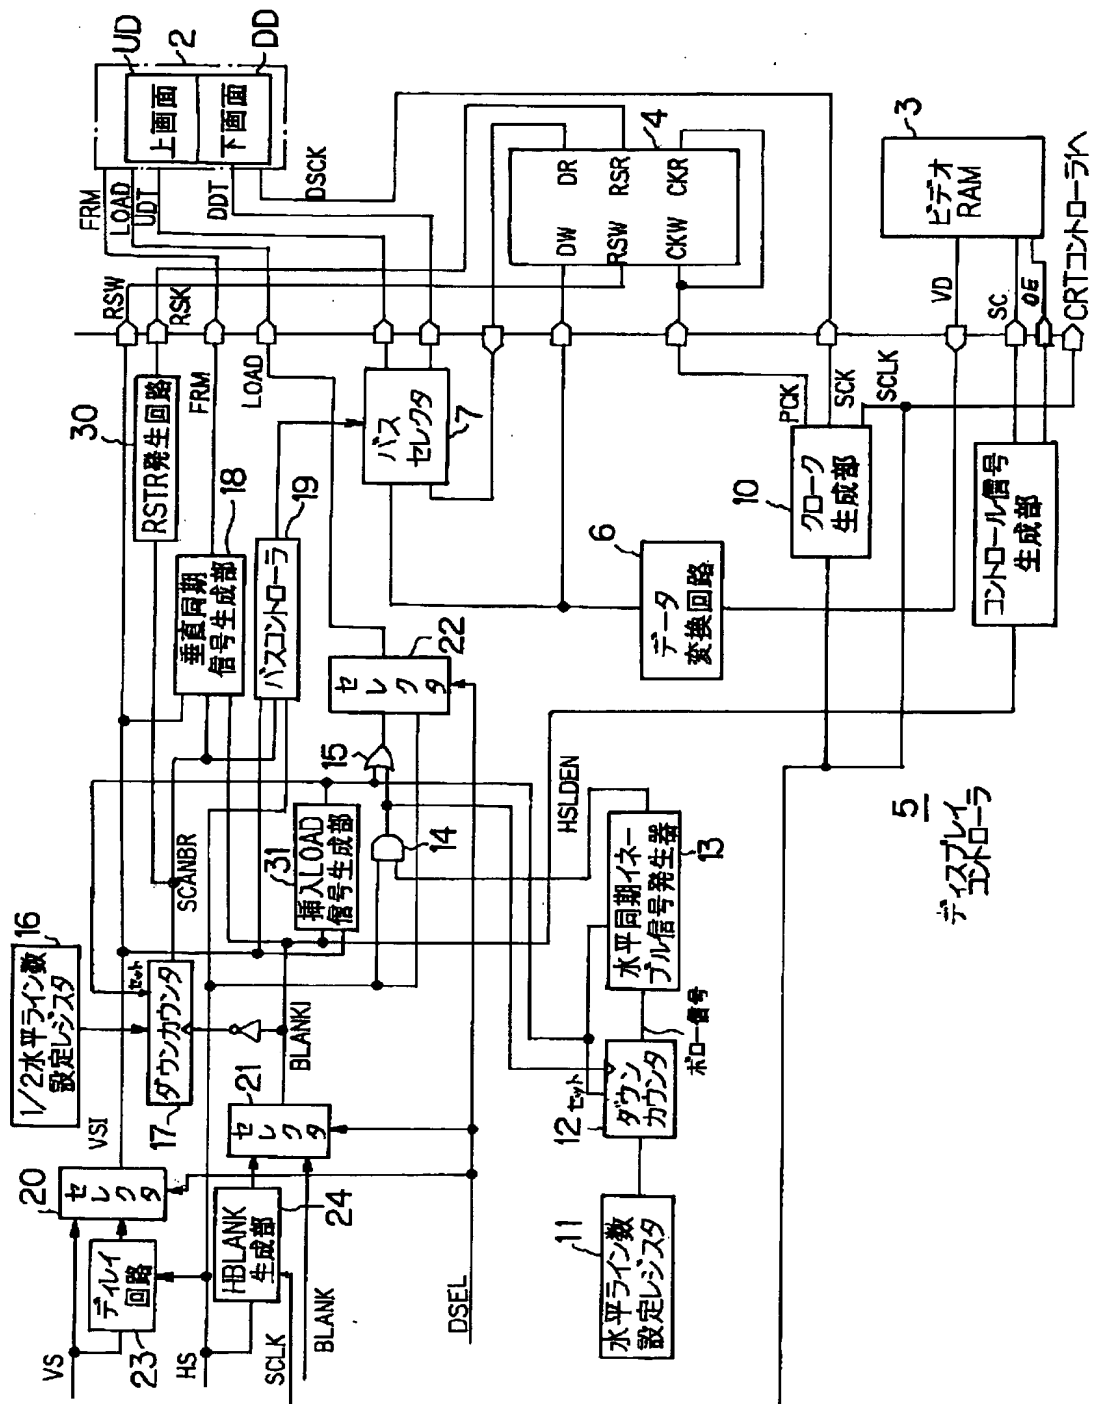 UD
2
DD
上画面
下画面
FRM
LOAD
UDT
DDT
DSCK
DR
RSR
4
CKR
DW
RSW
CKW
3
ビデオ
RAM
VD
SC
OE
CRTコントローラ1へ
RSW
RSK
FRM
LOAD
30
RSTR発生回路
18
垂直同期
信号生成部
19
バスコントローラ
バス
セレクタ
7
PCK
SCK
SCLK
10
クローク
生成部
コントロール信号
生成部
6
データ
変換回路
22
セレクタ
15
14
31
挿入LOAD
信号生成部
HSLDEN
水平同期イネー
ブル信号発生器
13
5
ディスプレイ
コントローラ
SCANBR
16
1/2水平ライン数
設定レジスタ
セット
ダウンカウンタ
17
VSI
BLANKI
21
セレクタ
20
セレクタ
ディレイ
回路
23
HBLANK
生成部
24
VS
HS
SCLK
BLANK
DSEL
12
セット
ダウン
カウンタ
ボロー信号
11
水平ライン数
設定レジスタ